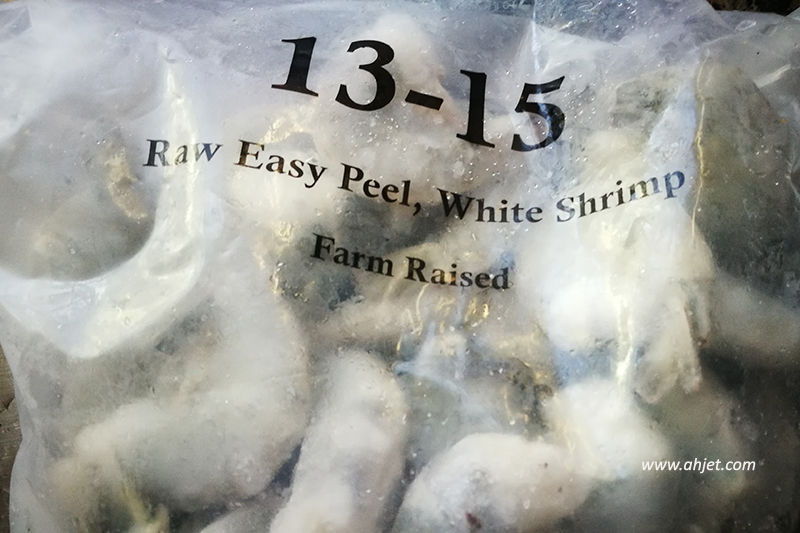 13-15
Raw Easy Peel, White Shrimp
Farm Raised
www.ahjet.com